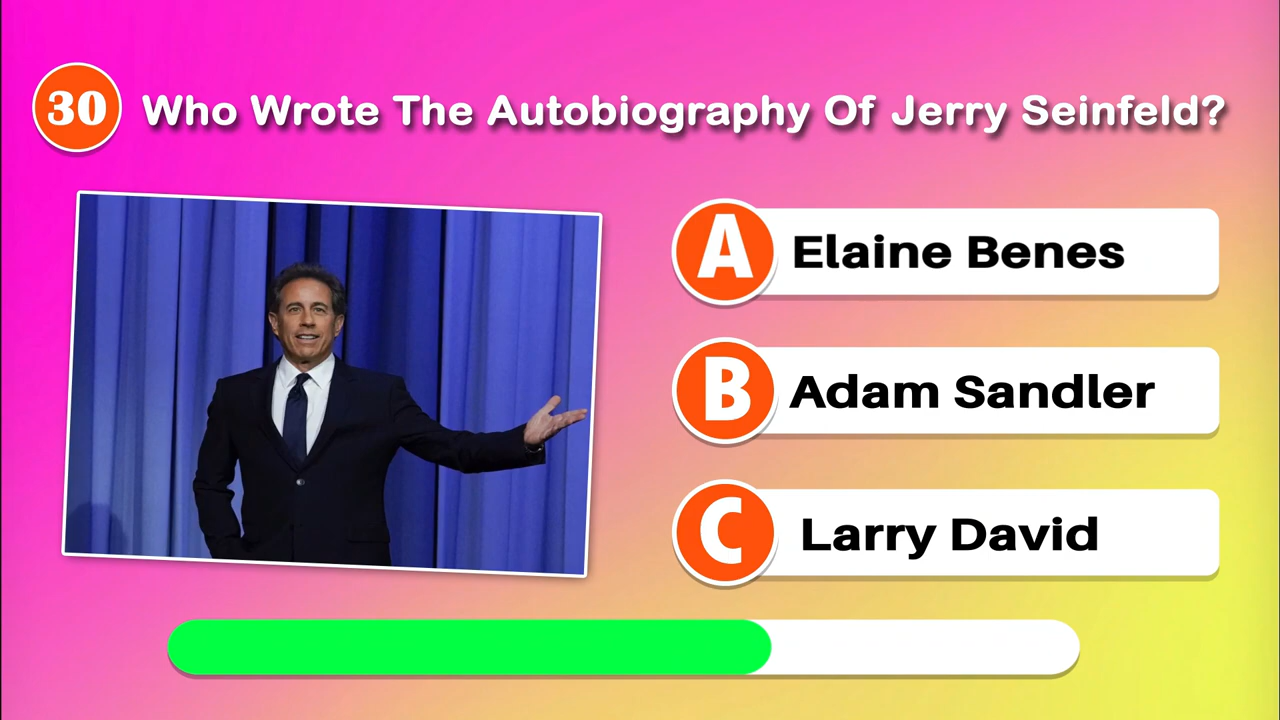 30 Who Wrote The Autobiography Of Jerry Seinfeld?
A Elaine Benes
B Adam Sandler
C Larry David